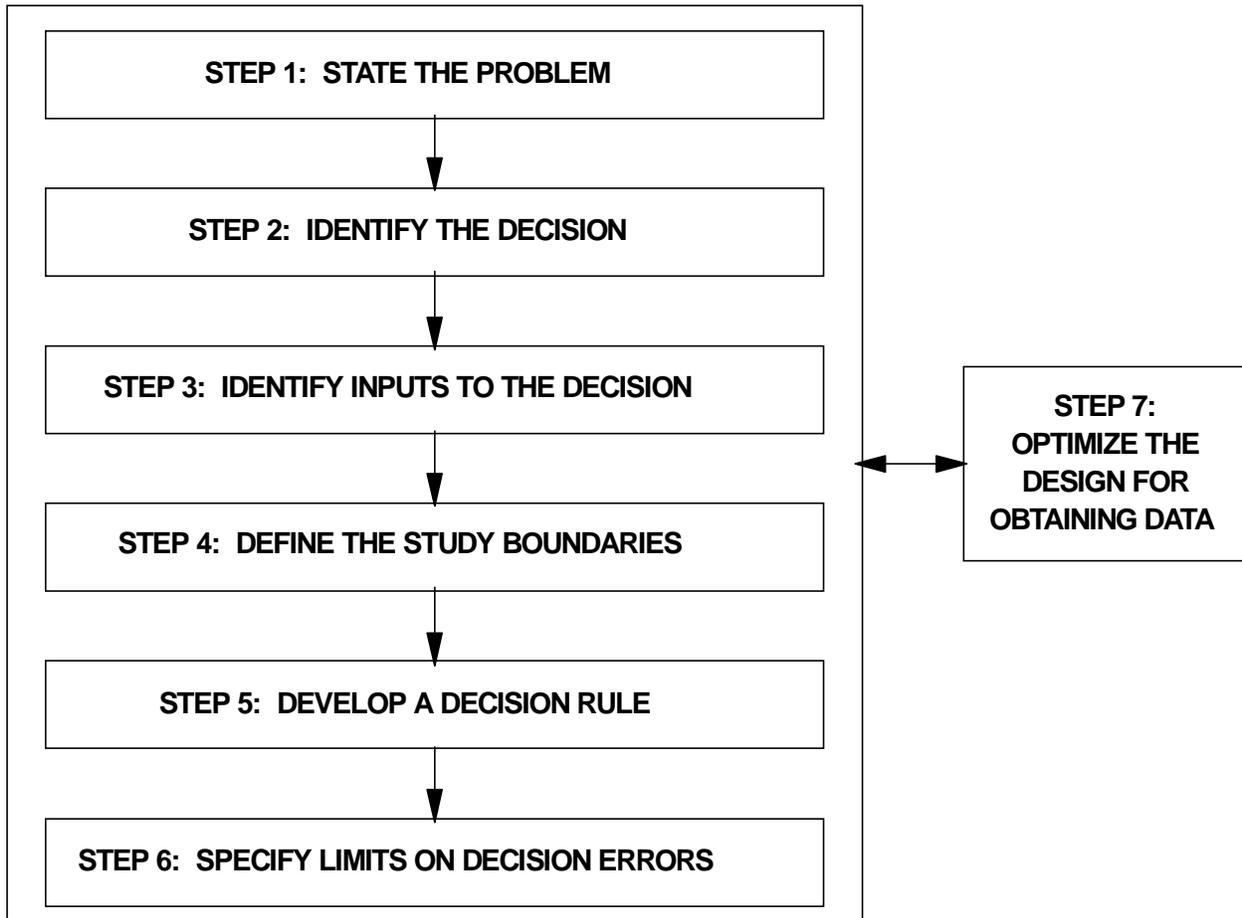 STEP 1: STATE THE PROBLEM
STEP 2: IDENTIFY THE DECISION
STEP 3: IDENTIFY INPUTS TO THE DECISION
STEP 4: DEFINE THE STUDY BOUNDARIES
STEP 5: DEVELOP A DECISION RULE
STEP 6: SPECIFY LIMITS ON DECISION ERRORS
STEP 7:
OPTIMIZE THE
DESIGN FOR
OBTAINING DATA